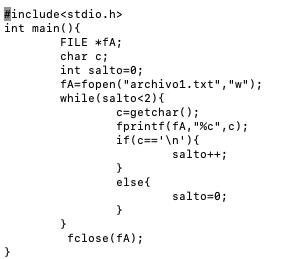 #include<stdio.h>
int main(){
        FILE *fA;
        char c;
        int salto=0;
        fA=fopen("archivo1.txt","w");
        while(salto<2){
                c=getchar();
                fprintf(fA,"%c",c);
                if(c=='\n'){
                        salto++;
                }
                else{
                        salto=0;
                }
        }
         fclose(fA);
}